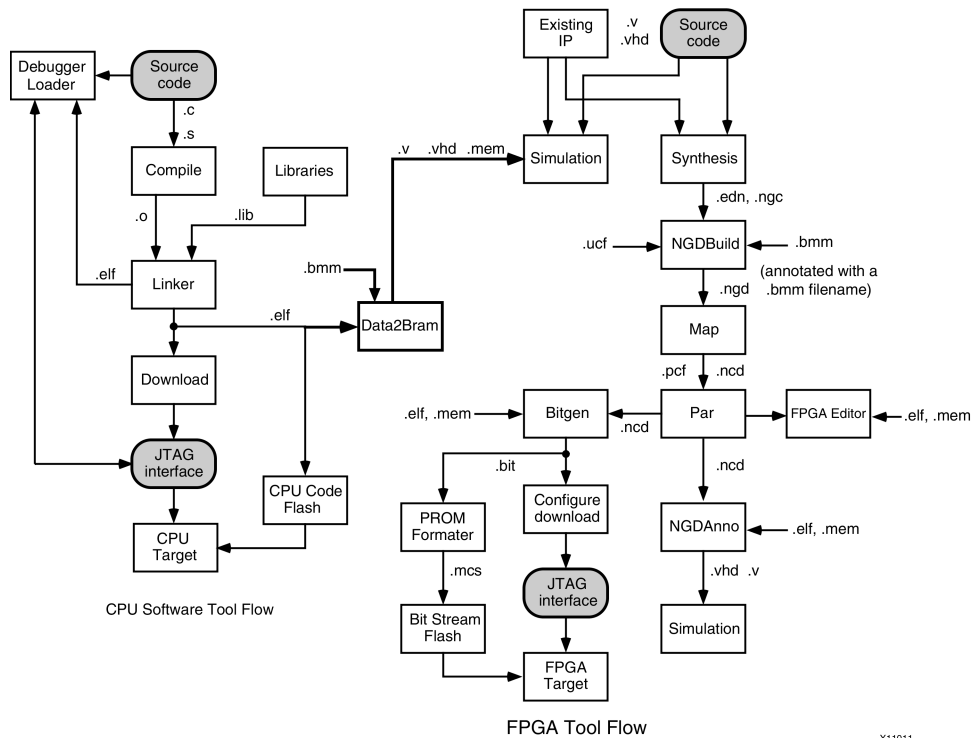 Existing
IP
.v
.vhd
Source
code
Debugger
Loader
Source
code
.c
.s
Compile
Libraries
.v .vhd .mem
Simulation
Synthesis
.o
.lib
.edn, .ngc
.elf
Linker
.bmm
.ucf
NGDBuild
.bmm
(annotated with a
.bmm filename)
.ngd
.elf
Data2Bram
Map
Download
.pcf .ncd
.elf, .mem
Bitgen
.ncd
Par
FPGA Editor
.elf, .mem
JTAG
interface
.bit
.ncd
CPU Code
Flash
PROM
Formater
Configure
download
NGDAnno
.elf, .mem
CPU
Target
.mcs
.vhd .v
JTAG
interface
CPU Software Tool Flow
Bit Stream
Flash
Simulation
FPGA
Target
FPGA Tool Flow